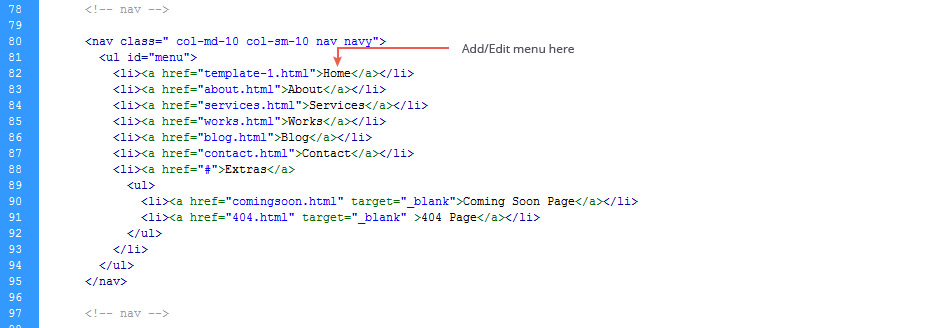 78 <!-- nav -->
79
80 <nav class=" col-md-10 col-sm-10 nav navy">
Add/Edit menu here
81 <ul id="menu">
82 <li><a href="template-1.html">Home</a></li>
83 <li><a href="about.html">About</a></li>
84 <li><a href="services.html">Services</a></li>
85 <li><a href="works.html">Works</a></li>
86 <li><a href="blog.html">Blog</a></li>
87 <li><a href="contact.html">Contact</a></li>
88 <li><a href="#">Extras</a>
89 <ul>
90 <li><a href="comingsoon.html" target="_blank">Coming Soon Page</a></li>
91 <li><a href="404.html" target="_blank" >404 Page</a></li>
92 </ul>
93 </li>
94 </ul>
95 </nav>
96
97 <!-- nav -->